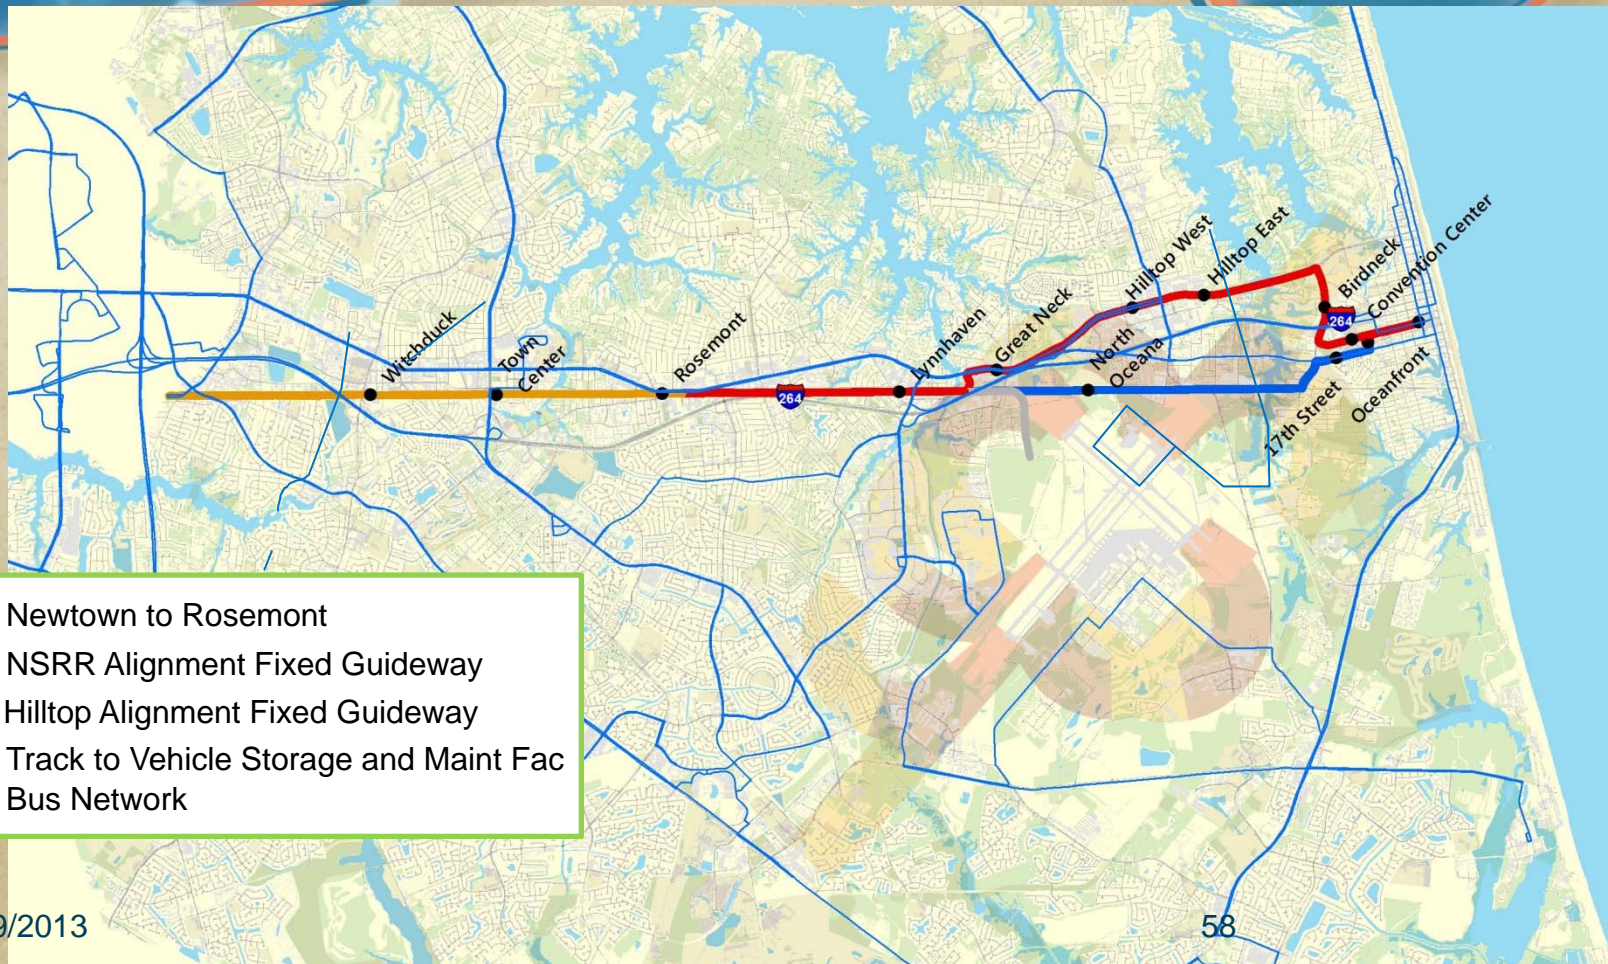 Witchduck
Town
Center
Rosemont
264
Lynnhaven
Great Neck
Hilltop West
North
Oceana
Hilltop East
Birdneck
264
Convention Center
17th Street
Oceanfront
Newtown to Rosemont
NSRR Alignment Fixed Guideway
Hilltop Alignment Fixed Guideway
Track to Vehicle Storage and Maint Fac
Bus Network
9/2013
58